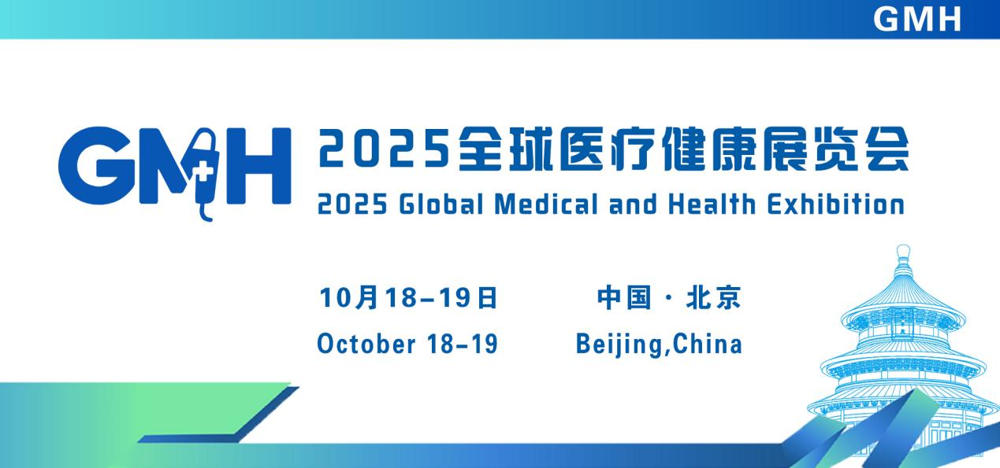 GMH
GMH
2025全球医疗健康展览会
2025 Global Medical and Health Exhibition
10月18-19日
中国·北京
October 18-19
Beijing,China